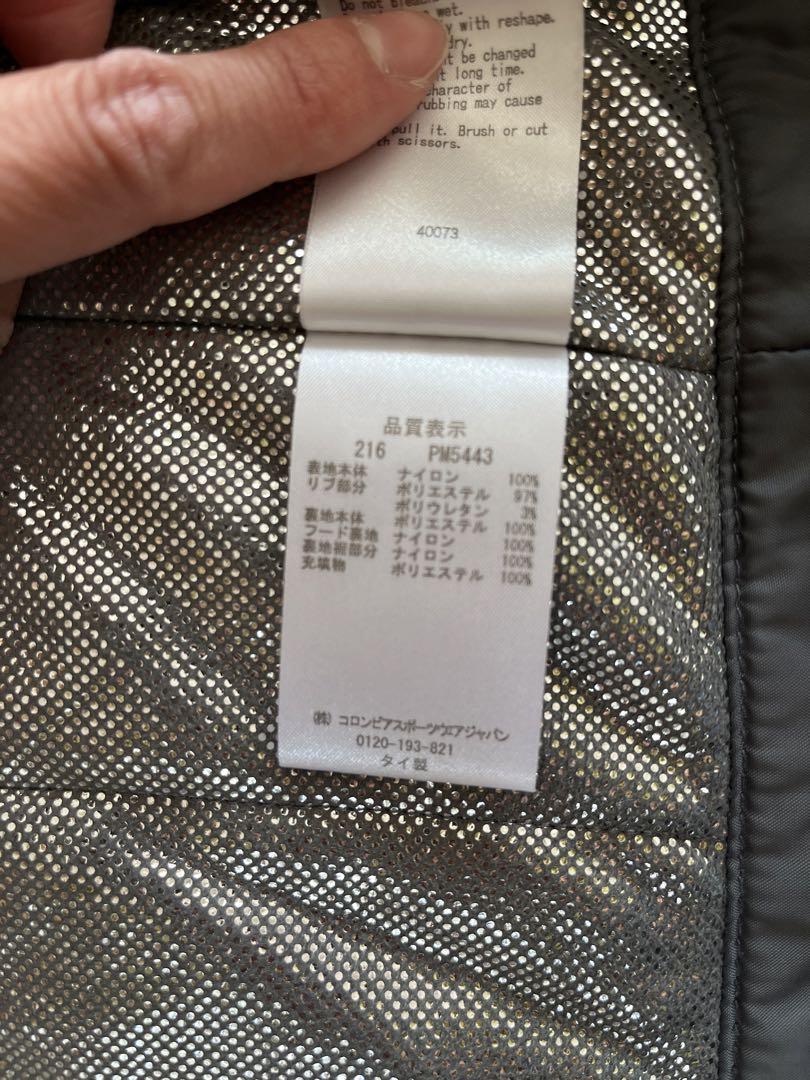 Do not bleach
wet.
y with reshape.
dry.
t be changed
t long time.
character of
rubbing may cause
pull it. Brush or cut
th scissors.
40073
品質表示
216 PM5443
表地本体 ナイロン 100%
リブ部分 ポリエステル 97%
ポリウレタン 3%
裏地本体 ポリエステル 100%
フード裏地 ナイロン 100%
裏地裾部分 ナイロン 100%
充填物 ポリエステル 100%
(株) コロンビアスポーツウエアジャパン
0120-193-821
タイ製